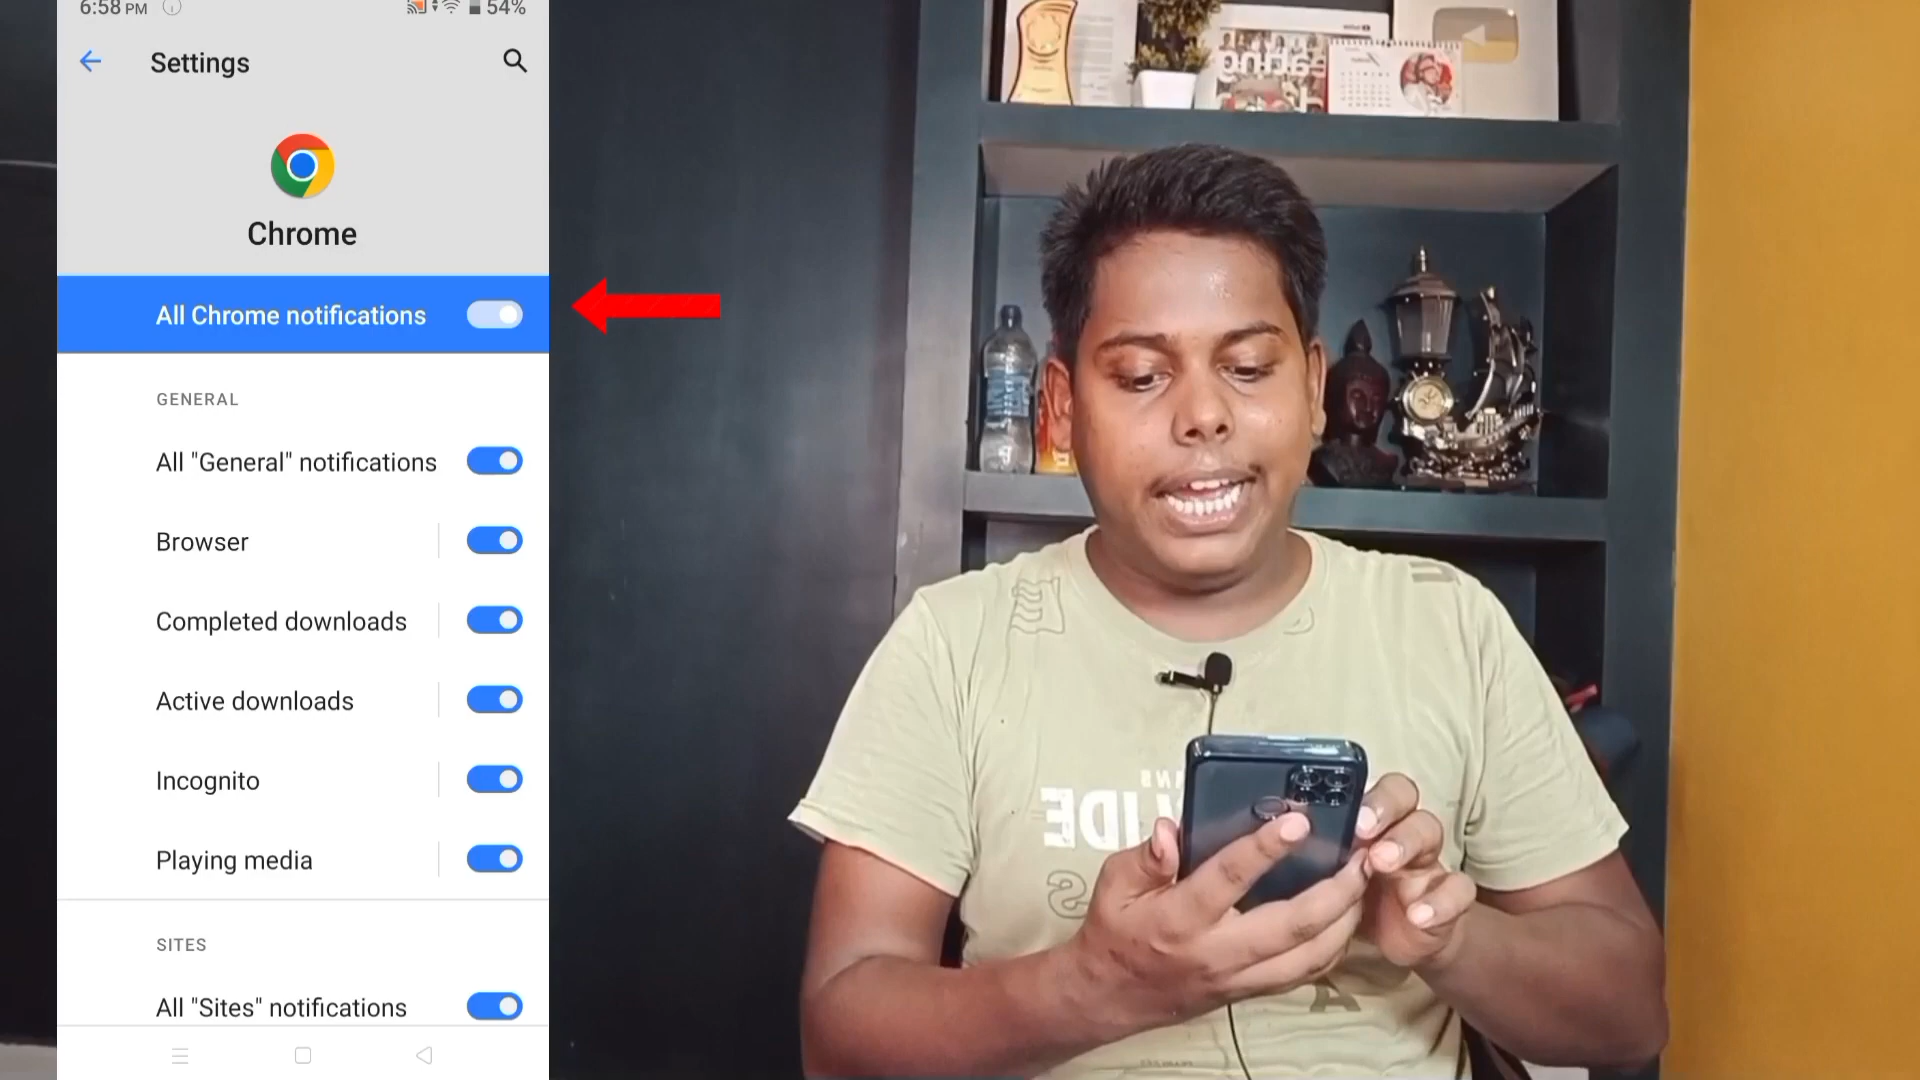 6:58 PM
54%
Settings
Chrome
All Chrome notifications
GENERAL
All "General" notifications
Browser
Completed downloads
Active downloads
Incognito
Playing media
SITES
All "Sites" notifications